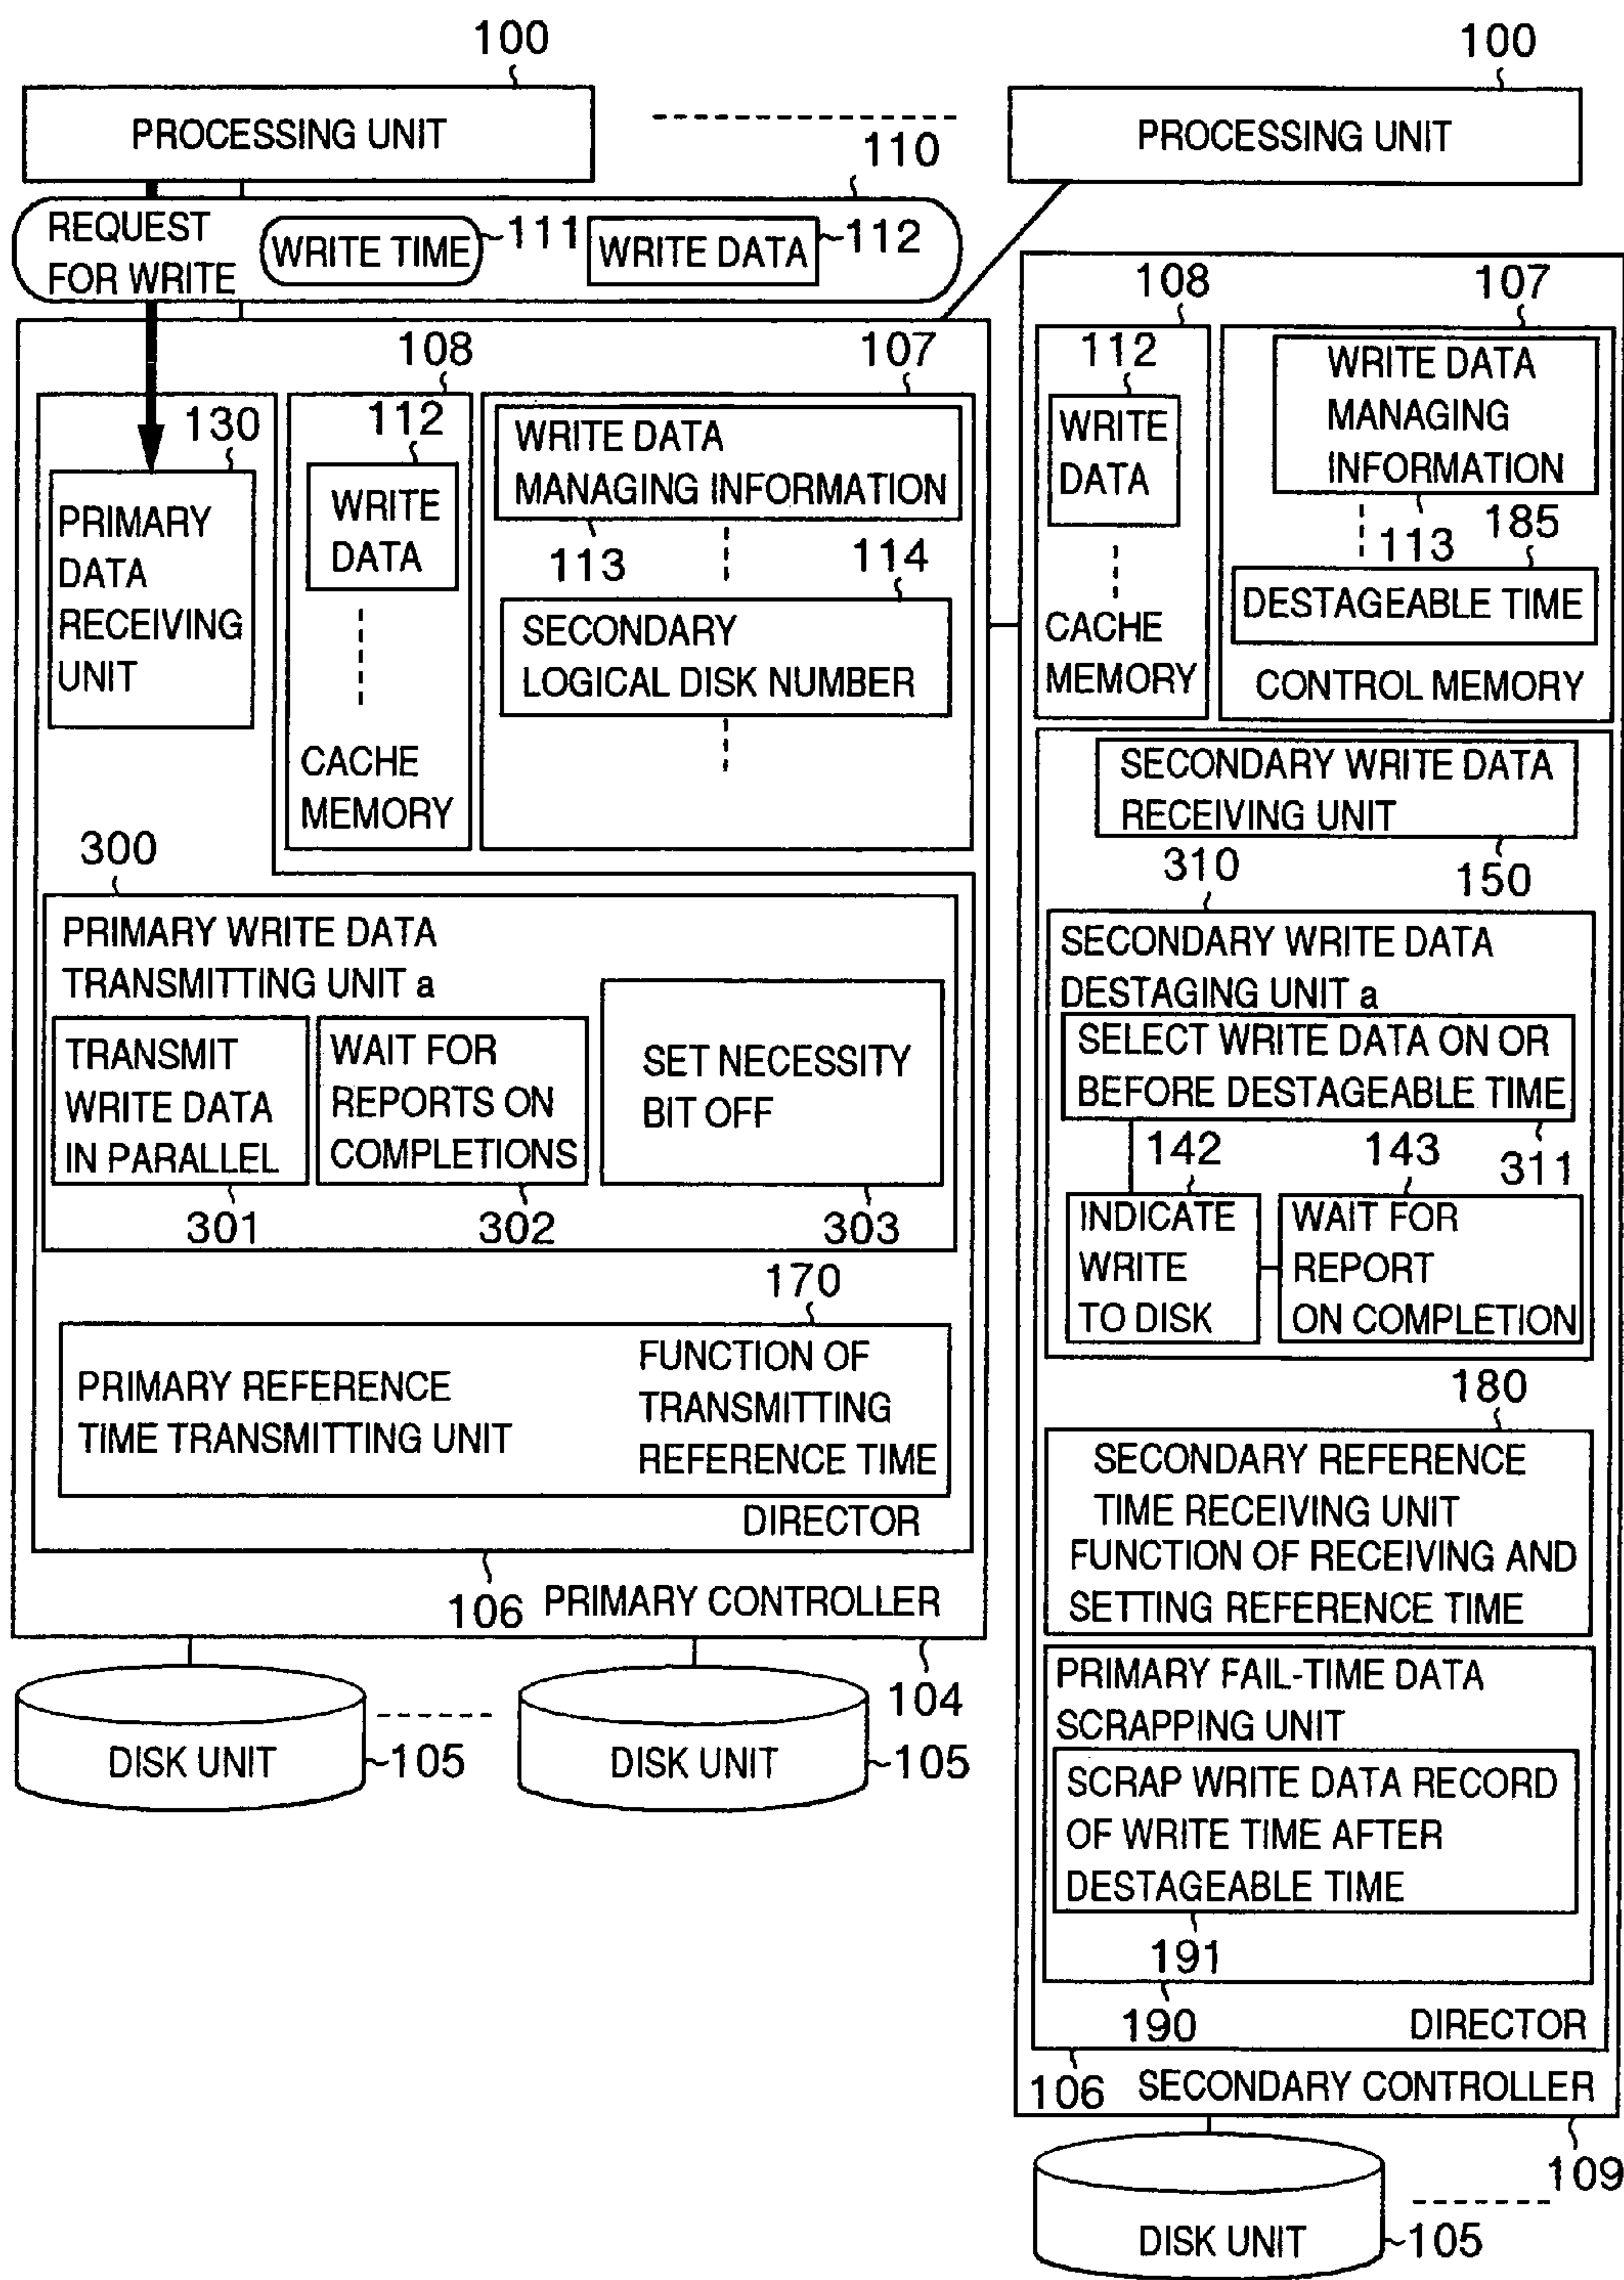 100
100
PROCESSING UNIT
PROCESSING UNIT
110
REQUEST
FOR WRITE
WRITE TIME
111
WRITE DATA
112
108
107
130
112
WRITE DATA
MANAGING INFORMATION
PRIMARY
DATA
RECEIVING
UNIT
WRITE
DATA
113
114
SECONDARY
LOGICAL DISK NUMBER
CACHE
MEMORY
300
PRIMARY WRITE DATA
TRANSMITTING UNIT a
TRANSMIT
WRITE DATA
IN PARALLEL
WAIT FOR
REPORTS ON
COMPLETIONS
SET NECESSITY
BIT OFF
301
302
303
170
PRIMARY REFERENCE
TIME TRANSMITTING UNIT
FUNCTION OF
TRANSMITTING
REFERENCE TIME
DIRECTOR
106
PRIMARY CONTROLLER
104
DISK UNIT
105
DISK UNIT
105
108
107
112
WRITE
DATA
WRITE DATA
MANAGING
INFORMATION
113
185
DESTAGEABLE TIME
CACHE
MEMORY
CONTROL MEMORY
SECONDARY WRITE DATA
RECEIVING UNIT
310
150
SECONDARY WRITE DATA
DESTAGING UNIT a
SELECT WRITE DATA ON OR
BEFORE DESTAGEABLE TIME
142
143
311
INDICATE
WRITE
TO DISK
WAIT FOR
REPORT
ON COMPLETION
180
SECONDARY REFERENCE
TIME RECEIVING UNIT
FUNCTION OF RECEIVING AND
SETTING REFERENCE TIME
PRIMARY FAIL-TIME DATA
SCRAPPING UNIT
SCRAP WRITE DATA RECORD
OF WRITE TIME AFTER
DESTAGEABLE TIME
191
190
DIRECTOR
106
SECONDARY CONTROLLER
109
DISK UNIT
105